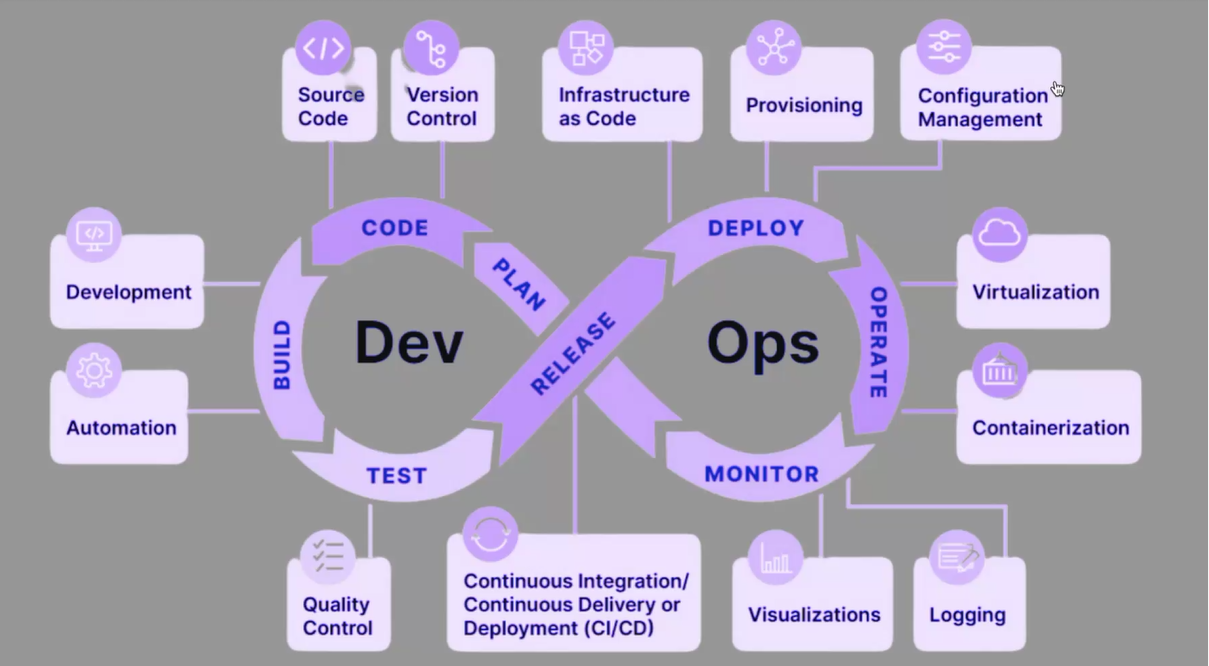 Source
Code
Version
Control
Infrastructure
as Code
Provisioning
Configuration
Management
Development
Automation
CODE
PLAN
BUILD
Dev
TEST
RELEASE
DEPLOY
Ops
OPERATE
MONITOR
Virtualization
Containerization
Quality
Control
Continuous Integration/
Continuous Delivery or
Deployment (CI/CD)
Visualizations
Logging